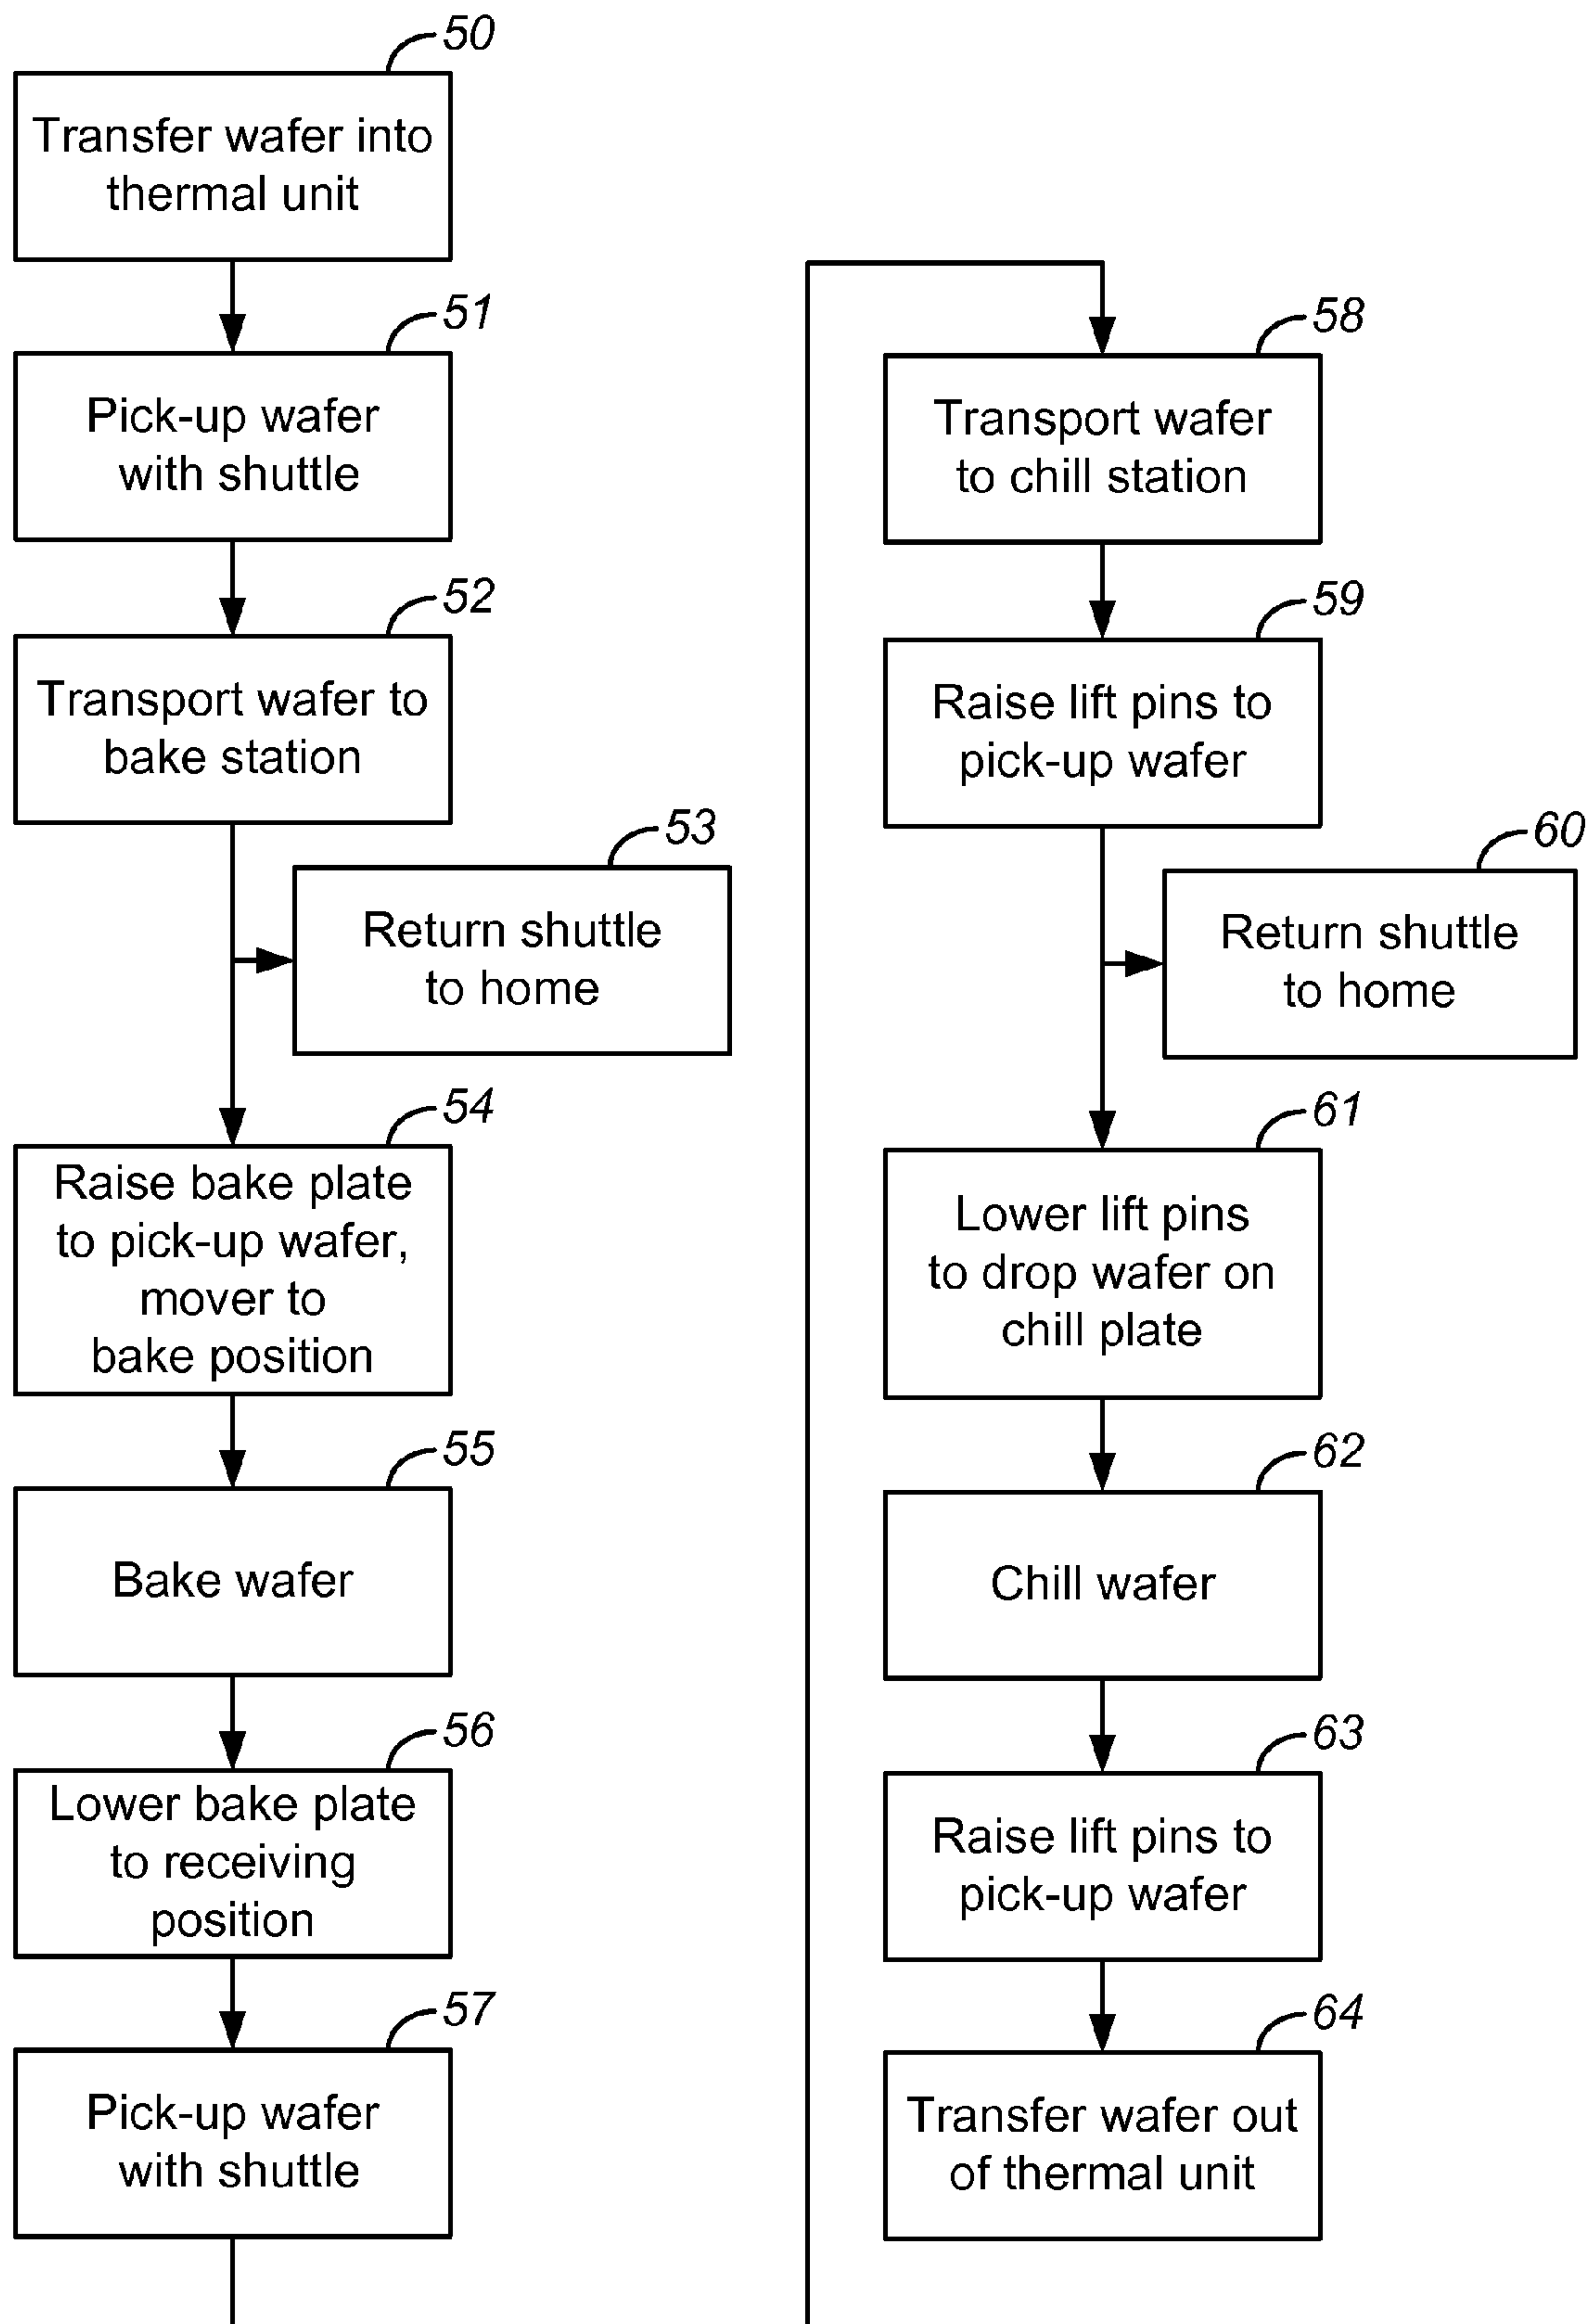 50
Transfer wafer into
thermal unit
51
Pick-up wafer
with shuttle
52
Transport wafer to
bake station
53
Return shuttle
to home
54
Raise bake plate
to pick-up wafer,
mover to
bake position
55
Bake wafer
56
Lower bake plate
to receiving
position
57
Pick-up wafer
with shuttle
58
Transport wafer
to chill station
59
Raise lift pins to
pick-up wafer
60
Return shuttle
to home
61
Lower lift pins
to drop wafer on
chill plate
62
Chill wafer
63
Raise lift pins to
pick-up wafer
64
Transfer wafer out
of thermal unit